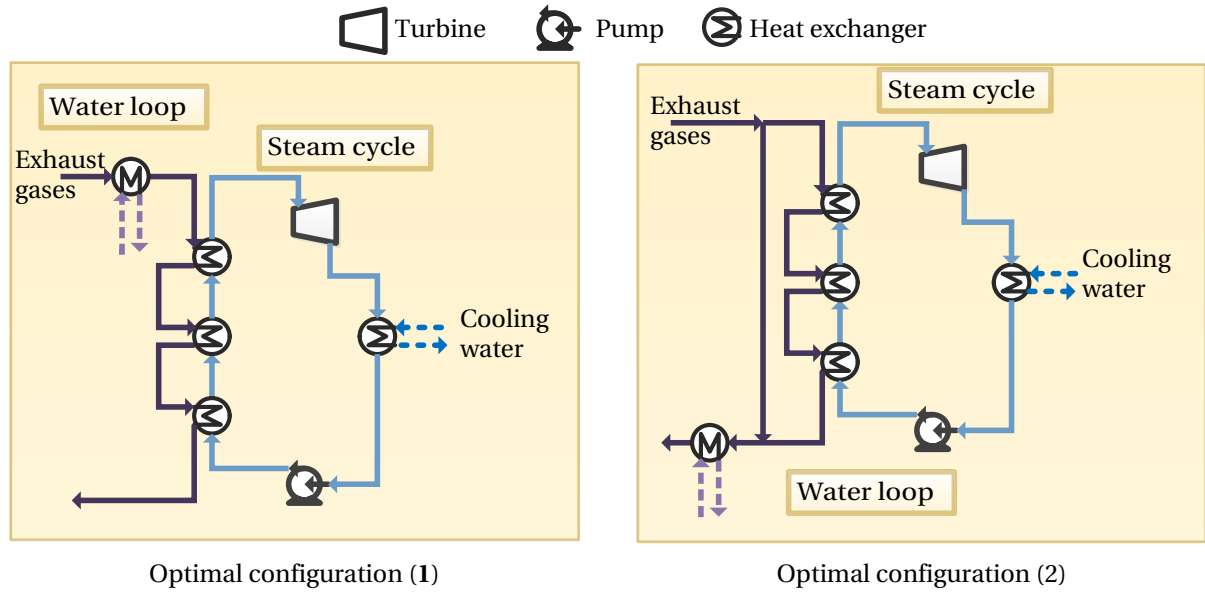 Turbine
Pump
Heat exchanger
Water loop
Steam cycle
Exhaust
gases
Cooling
water
Optimal configuration (1)
Steam cycle
Exhaust
gases
Cooling
water
Water loop
Optimal configuration (2)